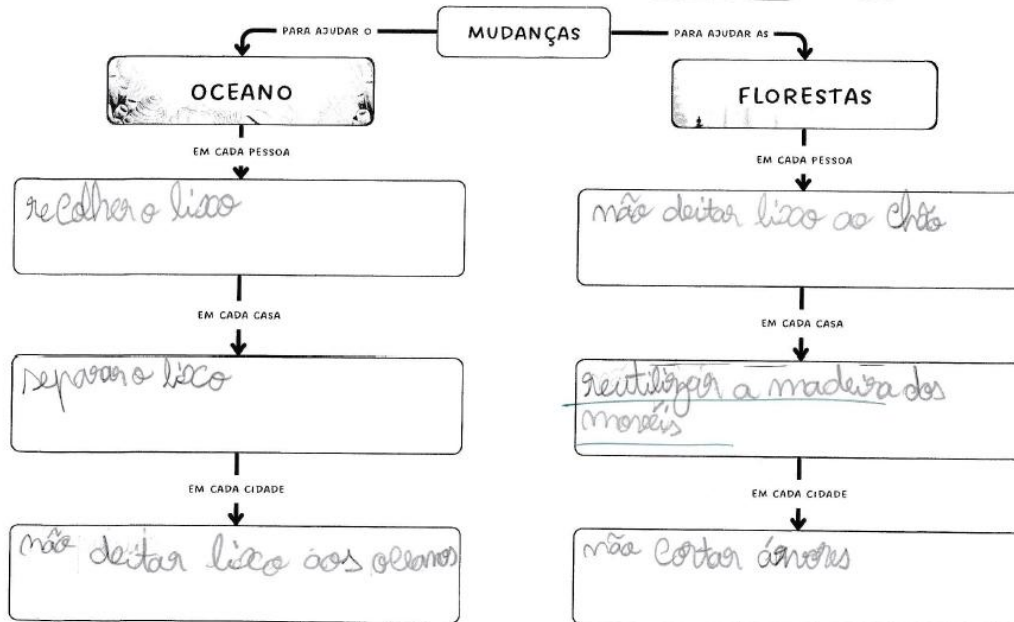 MUDANÇAS
PARA AJUDAR O
PARA AJUDAR AS
OCEANO
EM CADA PESSOA
recolher o lixo
EM CADA CASA
separar o lixo
EM CADA CIDADE
não deitar lixo aos oceanos
FLORESTAS
EM CADA PESSOA
não deitar lixo ao chão
EM CADA CASA
reutilizar a madeira dos
movéis
EM CADA CIDADE
não cortar árvores